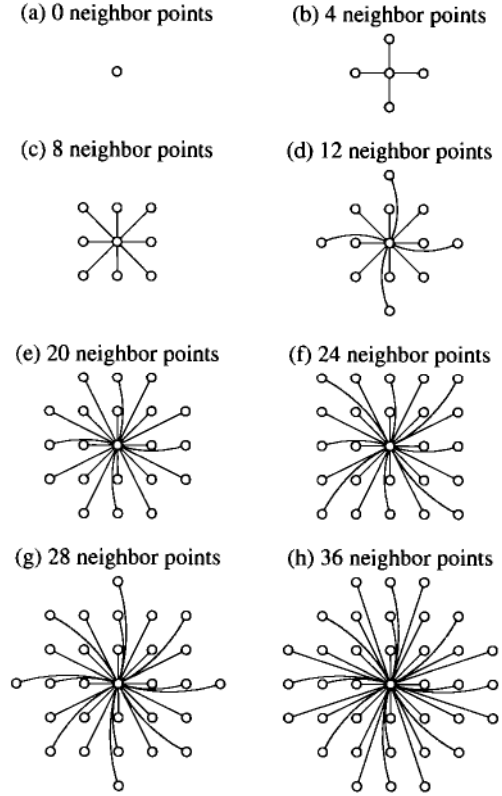 (a) 0 neighbor points
(b) 4 neighbor points
(c) 8 neighbor points
(d) 12 neighbor points
(e) 20 neighbor points
(f) 24 neighbor points
(g) 28 neighbor points
(h) 36 neighbor points